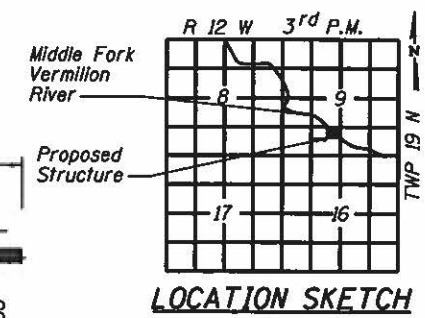 R 12 W 3rd P.M.
Middle Fork
Vermilion
River
N
8
9
Proposed
Structure
TWP 19 N
17
16
LOCATION SKETCH